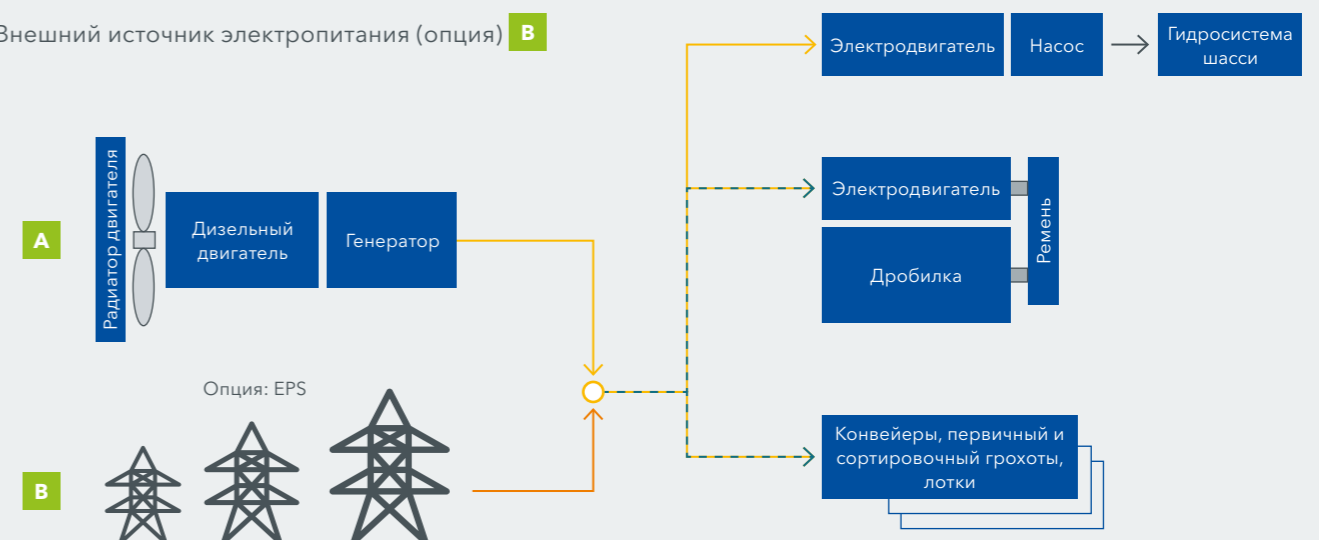 Внешний источник электропитания (опция) B
Электродвигатель
Насос
Гидросистема
шасси
A
Радиатор двигателя
Дизельный
двигатель
Генератор
Электродвигатель
Дробилка
Ремень
Опция: EPS
B
Конвейеры, первичный и
сортировочный грохоты,
лотки